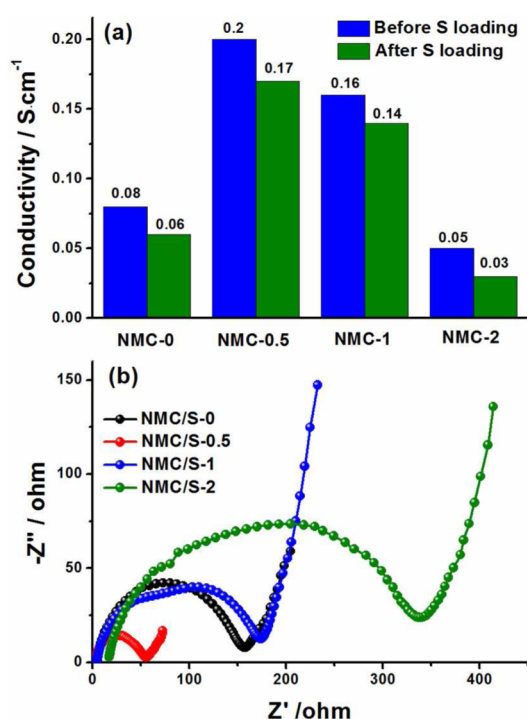 (a)
Before S loading
After S loading
Conductivity / S.cm-1
0.20
0.15
0.10
0.05
0.00
0.08
0.06
0.2
0.17
0.16
0.14
0.05
0.03
NMC-0
NMC-0.5
NMC-1
NMC-2
(b)
NMC/S-0
NMC/S-0.5
NMC/S-1
NMC/S-2
-Z'' / ohm
150
100
50
0
0
100
200
300
400
Z' /ohm